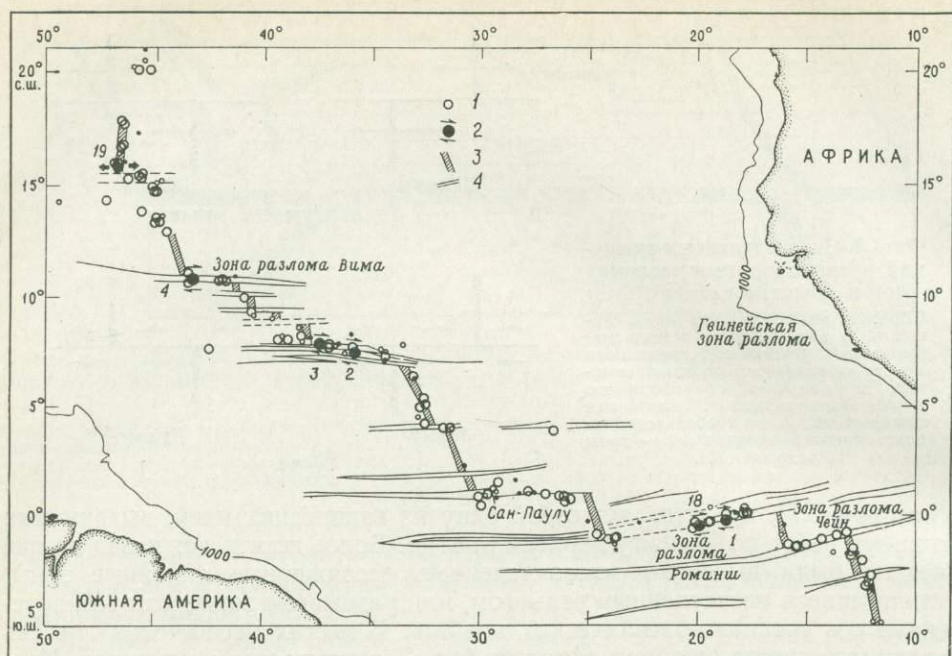 50° 40° 30° 20° 10°
20°
с.ш.
20°
1
2
3
4
АФРИКА
19
15°
15°
1000
Зона разлома Вима
4
10°
10°
Гвинейская
зона разлома
3 2
5°
5°
18
Сан-Паулу
Зона разлома
Чейн
0°
0°
1
Зона
разлома
Романш
1000
ЮЖНАЯ АМЕРИКА
5°
ю.ш.
5°
50° 40° 30° 20° 10°